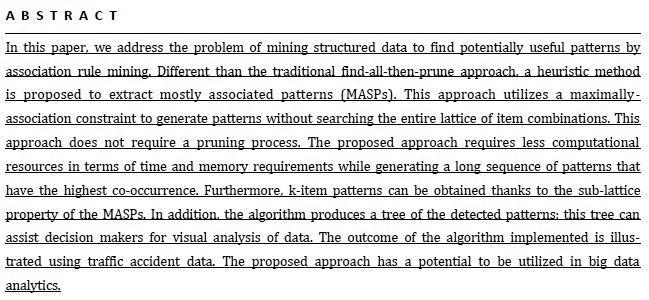 A B S T R A C T
In this paper, we address the problem of mining structured data to find potentially useful patterns by
association rule mining. Different than the traditional find-all-then-prune approach, a heuristic method
is proposed to extract mostly associated patterns (MASPs). This approach utilizes a maximally-
association constraint to generate patterns without searching the entire lattice of item combinations. This
approach does not require a pruning process. The proposed approach requires less computational
resources in terms of time and memory requirements while generating a long sequence of patterns that
have the highest co-occurrence. Furthermore, k-item patterns can be obtained thanks to the sub-lattice
property of the MASPs. In addition, the algorithm produces a tree of the detected patterns; this tree can
assist decision makers for visual analysis of data. The outcome of the algorithm implemented is illus-
trated using traffic accident data. The proposed approach has a potential to be utilized in big data
analytics.